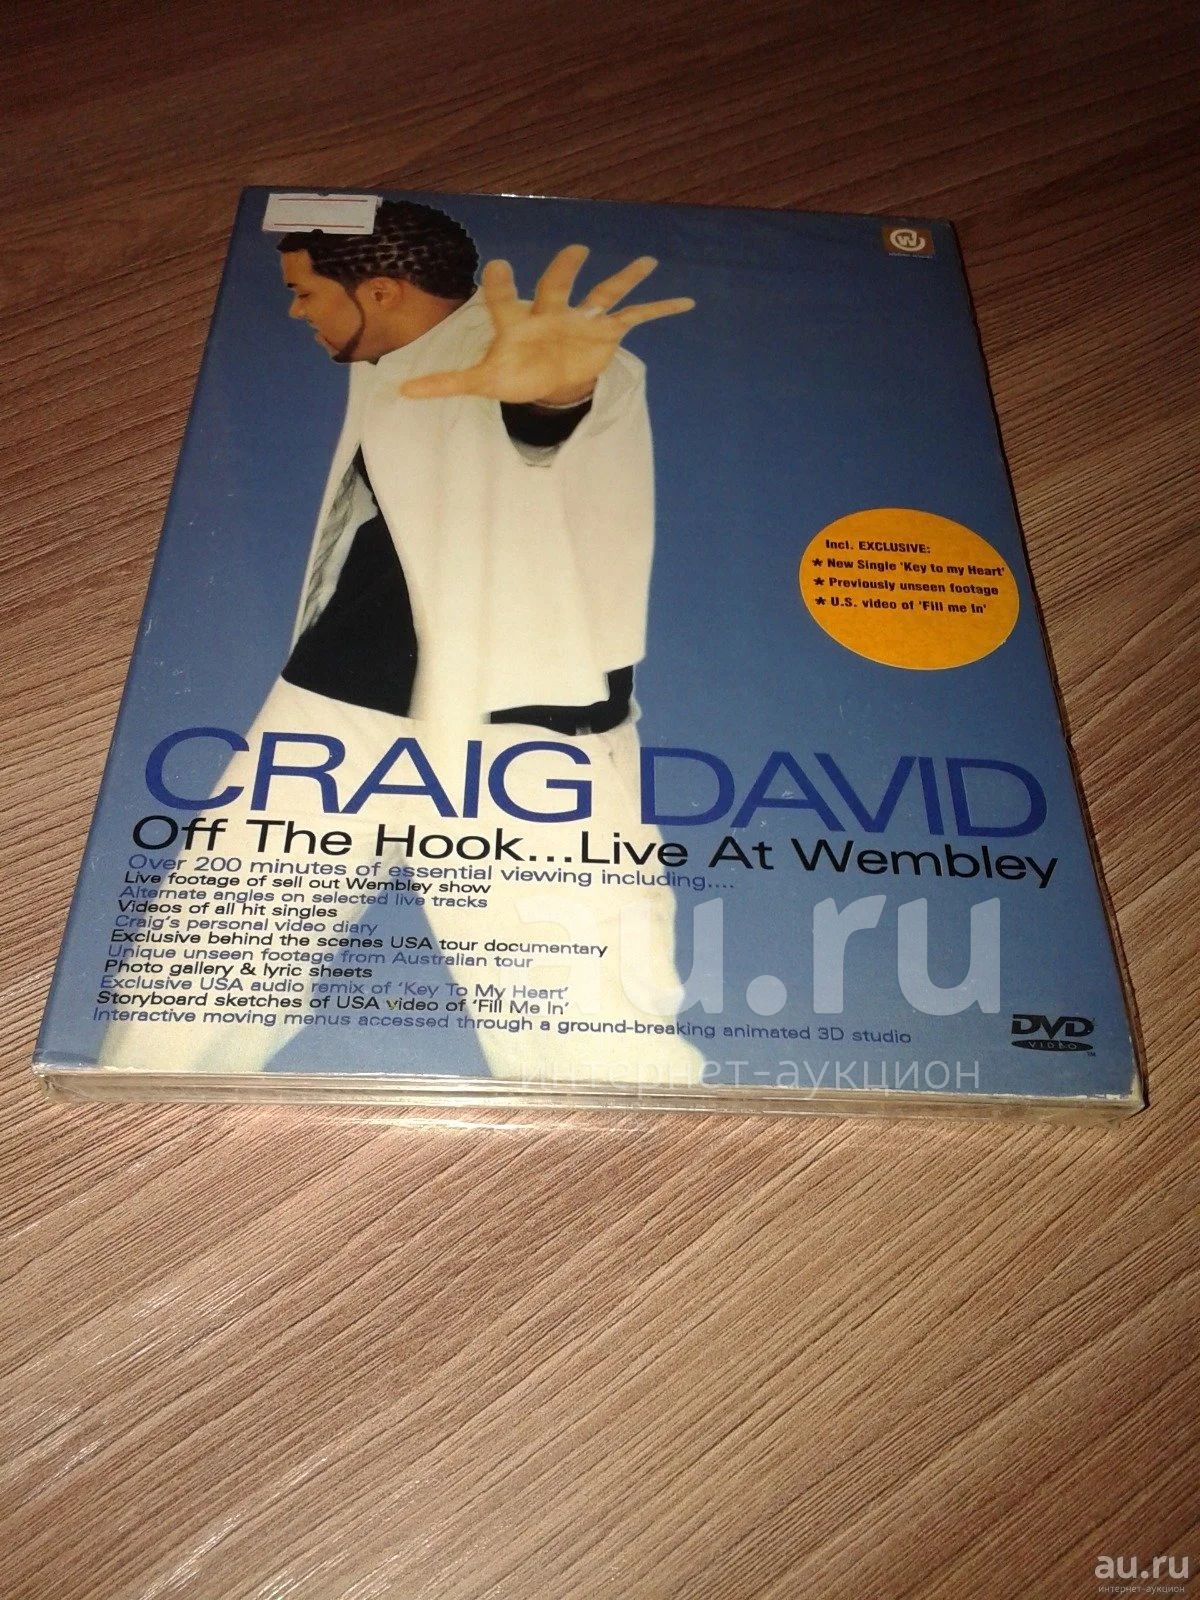 Incl. EXCLUSIVE:
★ New Single 'Key to my Heart'
★ Previously unseen footage
★ U.S. video of 'Fill me In'
CRAIG DAVID
Off The Hook...Live At Wembley
Over 200 minutes of essential viewing including....
Live footage of sell out Wembley show
Alternate angles on selected live tracks
Videos of all hit singles
Craig's personal video diary
Exclusive behind the scenes USA tour documentary
Unique unseen footage from Australian tour
Photo gallery & lyric sheets
Exclusive USA audio remix of 'Key To My Heart'
Storyboard sketches of USA video of 'Fill Me In'
Interactive moving menus accessed through a ground-breaking animated 3D studio
DVD
VIDEO
au.ru
интернет-аукцион
au.ru
интернет-аукцион